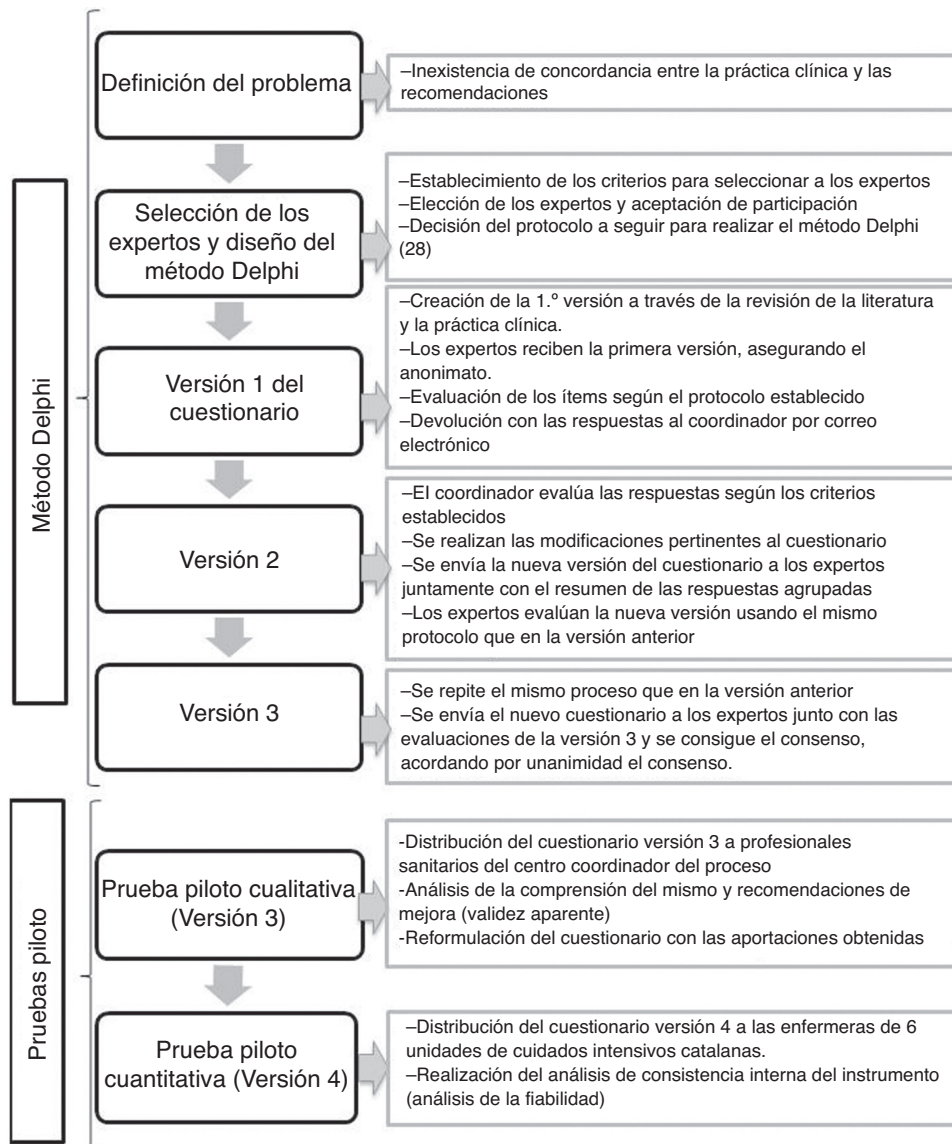 Método Delphi
Definición del problema
–Inexistencia de concordancia entre la práctica clínica y las
recomendaciones
Selección de los
expertos y diseño del
método Delphi
–Establecimiento de los criterios para seleccionar a los expertos
–Elección de los expertos y aceptación de participación
–Decisión del protocolo a seguir para realizar el método Delphi
(28)
Versión 1 del
cuestionario
–Creación de la 1.º versión a través de la revisión de la literatura
y la práctica clínica.
–Los expertos reciben la primera versión, asegurando el
anonimato.
–Evaluación de los ítems según el protocolo establecido
–Devolución con las respuestas al coordinador por correo
electrónico
Versión 2
–El coordinador evalúa las respuestas según los criterios
establecidos
–Se realizan las modificaciones pertinentes al cuestionario
–Se envía la nueva versión del cuestionario a los expertos
juntamente con el resumen de las respuestas agrupadas
–Los expertos evalúan la nueva versión usando el mismo
protocolo que en la versión anterior
Versión 3
–Se repite el mismo proceso que en la versión anterior
–Se envía el nuevo cuestionario a los expertos junto con las
evaluaciones de la versión 3 y se consigue el consenso,
acordando por unanimidad el consenso.
Pruebas piloto
Prueba piloto cualitativa
(Versión 3)
-Distribución del cuestionario versión 3 a profesionales
sanitarios del centro coordinador del proceso
-Análisis de la comprensión del mismo y recomendaciones de
mejora (validez aparente)
-Reformulación del cuestionario con las aportaciones obtenidas
Prueba piloto
cuantitativa (Versión 4)
–Distribución del cuestionario versión 4 a las enfermeras de 6
unidades de cuidados intensivos catalanas.
–Realización del análisis de consistencia interna del instrumento
(análisis de la fiabilidad)